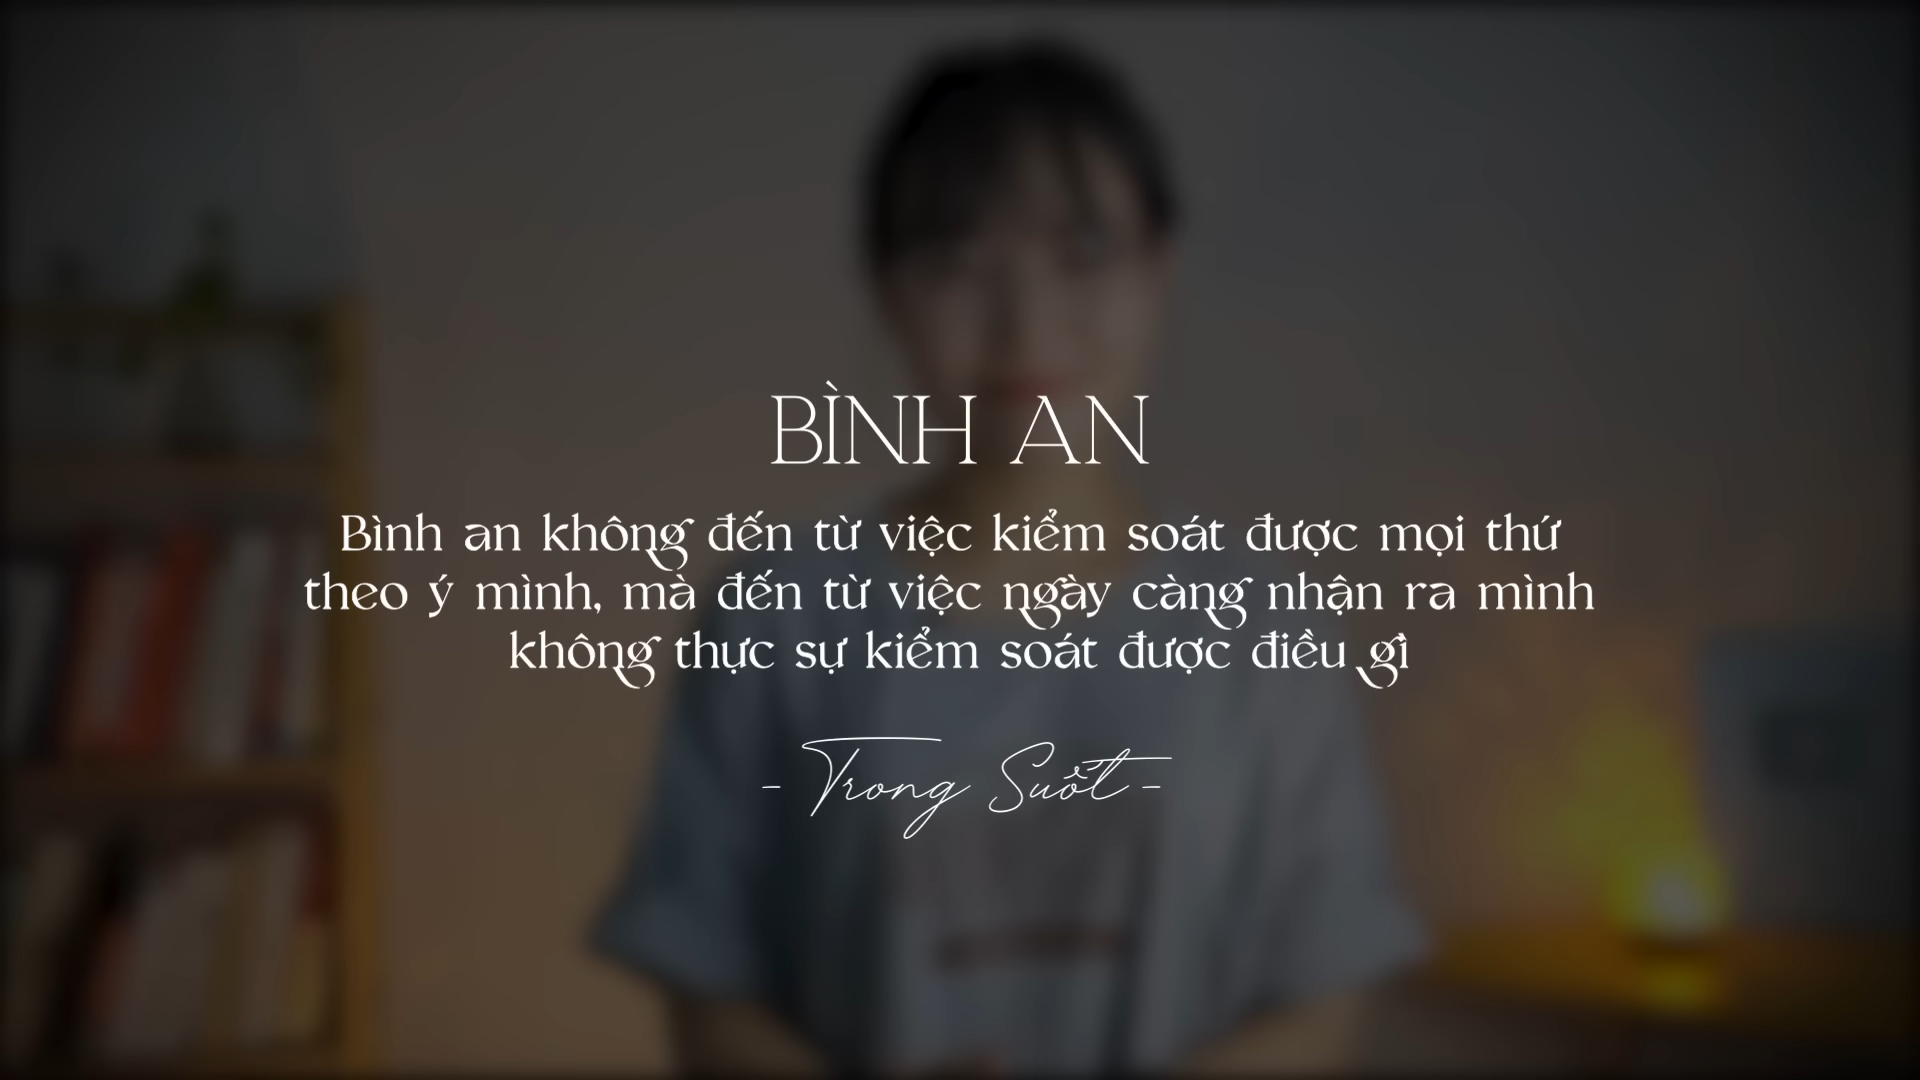 BÌNH AN
Bình an không đến từ việc kiểm soát được mọi thứ
theo ý mình, mà đến từ việc ngày càng nhận ra mình
không thực sự kiểm soát được điều gì
- Trong Suốt -